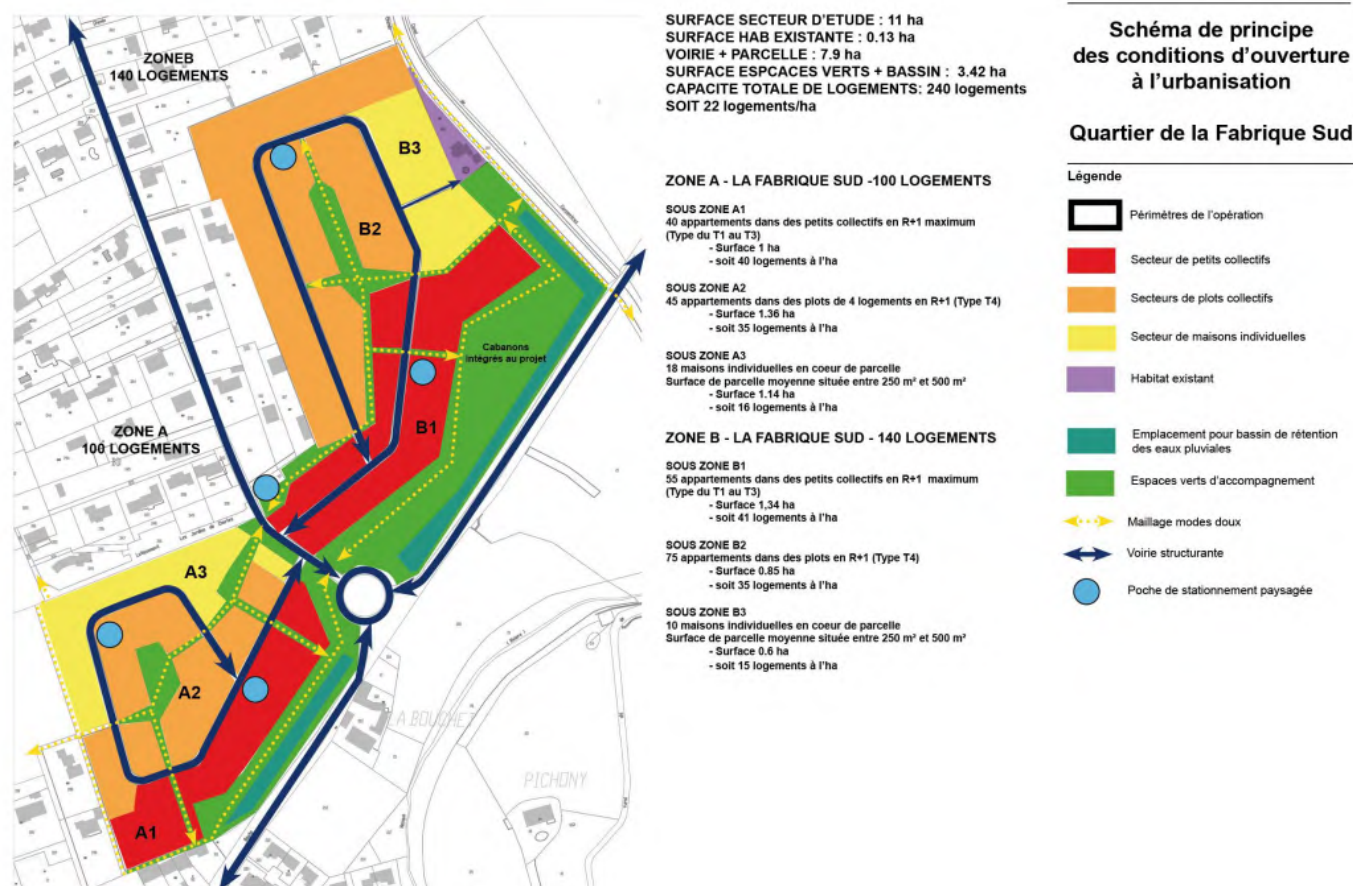 ZONEB
140 LOGEMENTS
B3
B2
Cabanons
intégrés au projet
B1
ZONE A
100 LOGEMENTS
A3
A2
A1
LA BOUCHET
PICHONY
SURFACE SECTEUR D'ETUDE : 11 ha
SURFACE HAB EXISTANTE : 0.13 ha
VOIRIE + PARCELLE : 7.9 ha
SURFACE ESPCACES VERTS + BASSIN : 3.42 ha
CAPACITE TOTALE DE LOGEMENTS: 240 logements
SOIT 22 logements/ha
ZONE A - LA FABRIQUE SUD -100 LOGEMENTS
SOUS ZONE A1
40 appartements dans des petits collectifs en R+1 maximum
(Type du T1 au T3)
- Surface 1 ha
- soit 40 logements à l'ha
SOUS ZONE A2
45 appartements dans des plots de 4 logements en R+1 (Type T4)
- Surface 1.36 ha
- soit 35 logements à l'ha
SOUS ZONE A3
18 maisons individuelles en coeur de parcelle
Surface de parcelle moyenne située entre 250 m² et 500 m²
- Surface 1.14 ha
- soit 16 logements à l'ha
ZONE B - LA FABRIQUE SUD - 140 LOGEMENTS
SOUS ZONE B1
55 appartements dans des petits collectifs en R+1 maximum
(Type du T1 au T3)
- Surface 1,34 ha
- soit 41 logements à l'ha
SOUS ZONE B2
75 appartements dans des plots en R+1 (Type T4)
- Surface 0.85 ha
- soit 35 logements à l'ha
SOUS ZONE B3
10 maisons individuelles en coeur de parcelle
Surface de parcelle moyenne située entre 250 m² et 500 m²
- Surface 0.6 ha
- soit 15 logements à l'ha
Schéma de principe
des conditions d'ouverture
à l'urbanisation
Quartier de la Fabrique Sud
Légende
Périmètres de l'opération
Secteur de petits collectifs
Secteurs de plots collectifs
Secteur de maisons individuelles
Habitat existant
Emplacement pour bassin de rétention
des eaux pluviales
Espaces verts d'accompagnement
Maillage modes doux
Voirie structurante
Poche de stationnement paysagée